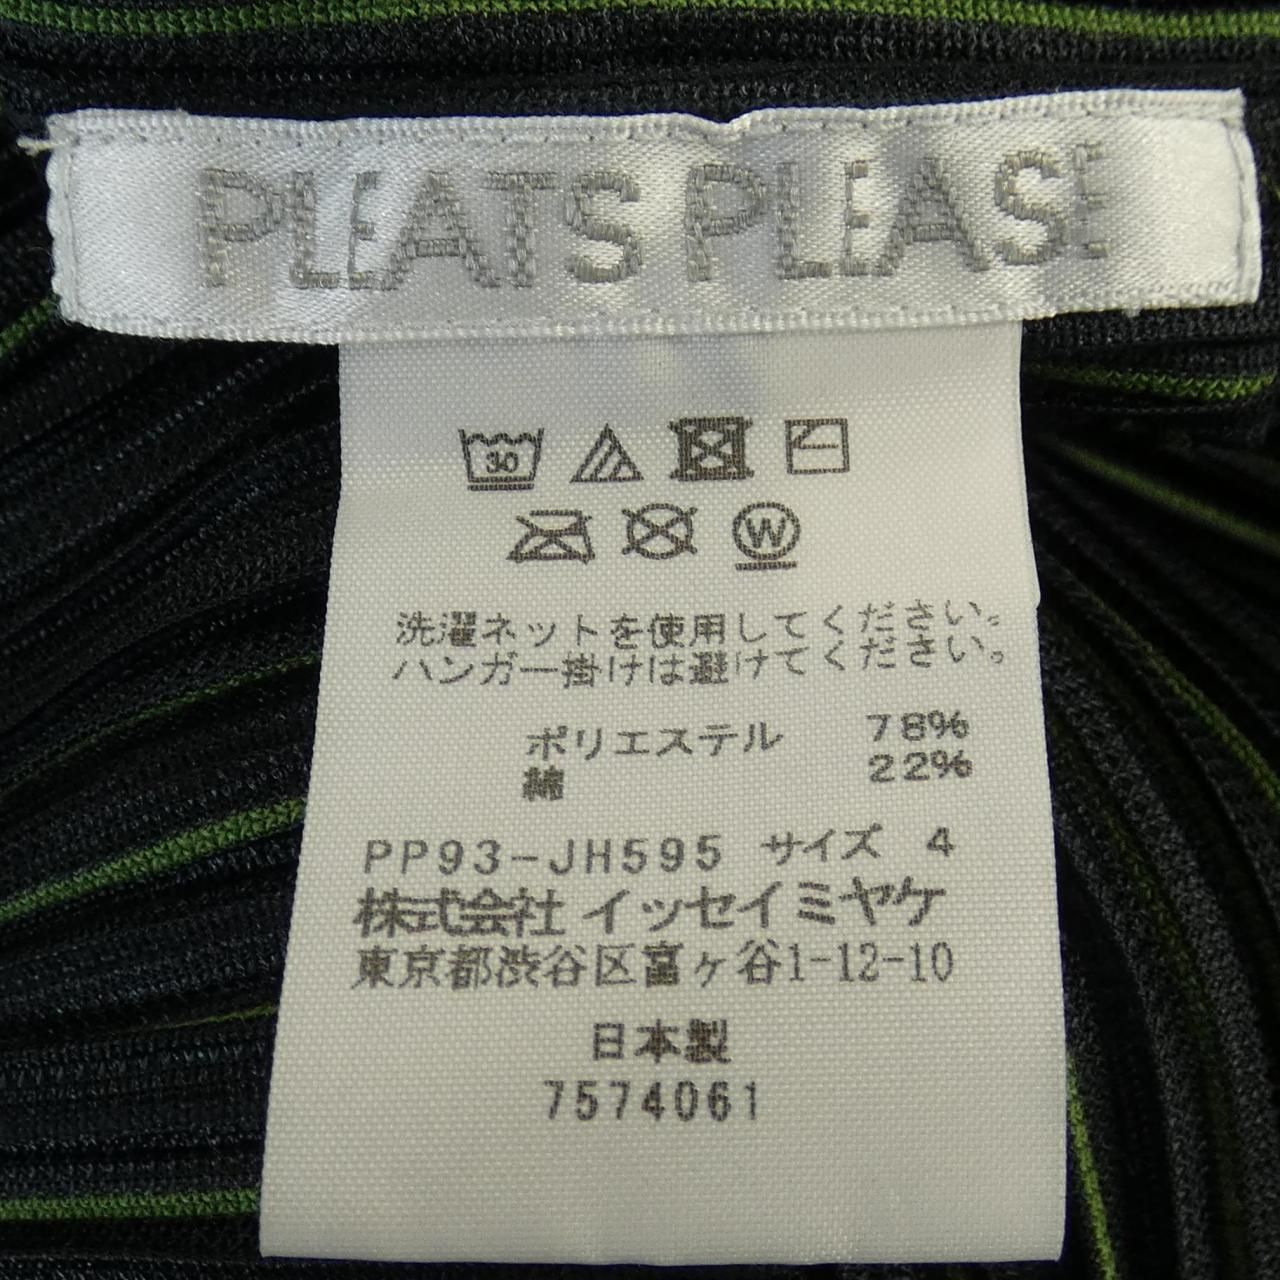 PLEATS PLEASE
30
W
洗濯ネットを使用してください。
ハンガー掛けは避けてください。
ポリエステル 78%
綿 22%
PP93-JH595 サイズ 4
株式会社 イッセイミヤケ
東京都渋谷区富ヶ谷1-12-10
日本製
7574061